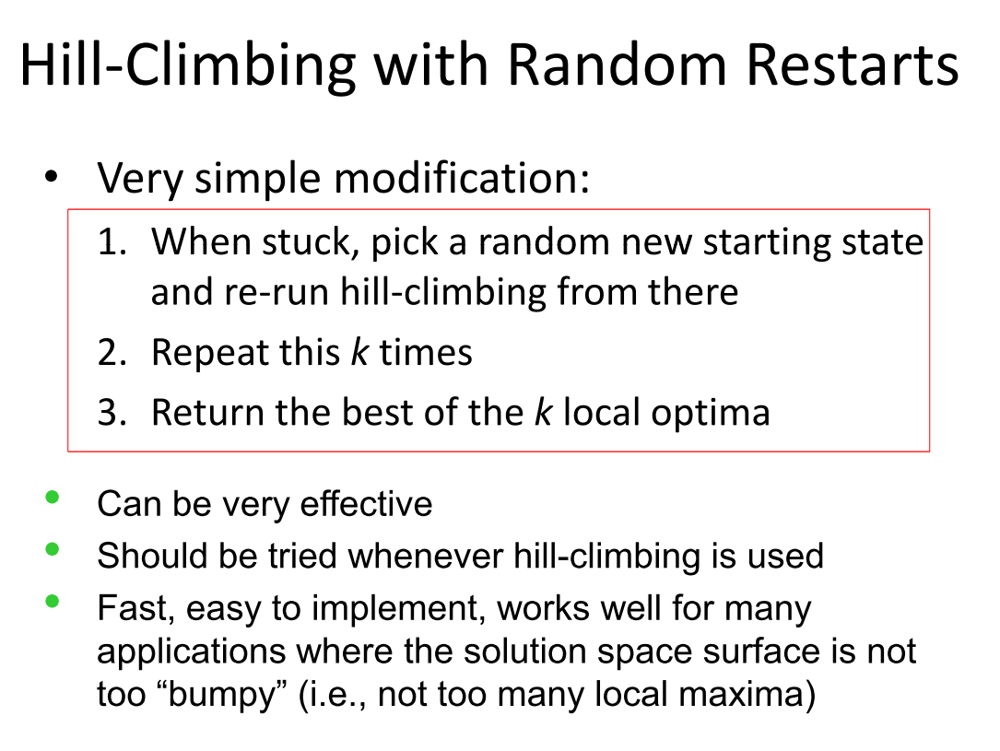 Hill-Climbing with Random Restarts
• Very simple modification:
1. When stuck, pick a random new starting state
and re-run hill-climbing from there
2. Repeat this k times
3. Return the best of the k local optima
• Can be very effective
• Should be tried whenever hill-climbing is used
• Fast, easy to implement, works well for many
applications where the solution space surface is not
too “bumpy” (i.e., not too many local maxima)